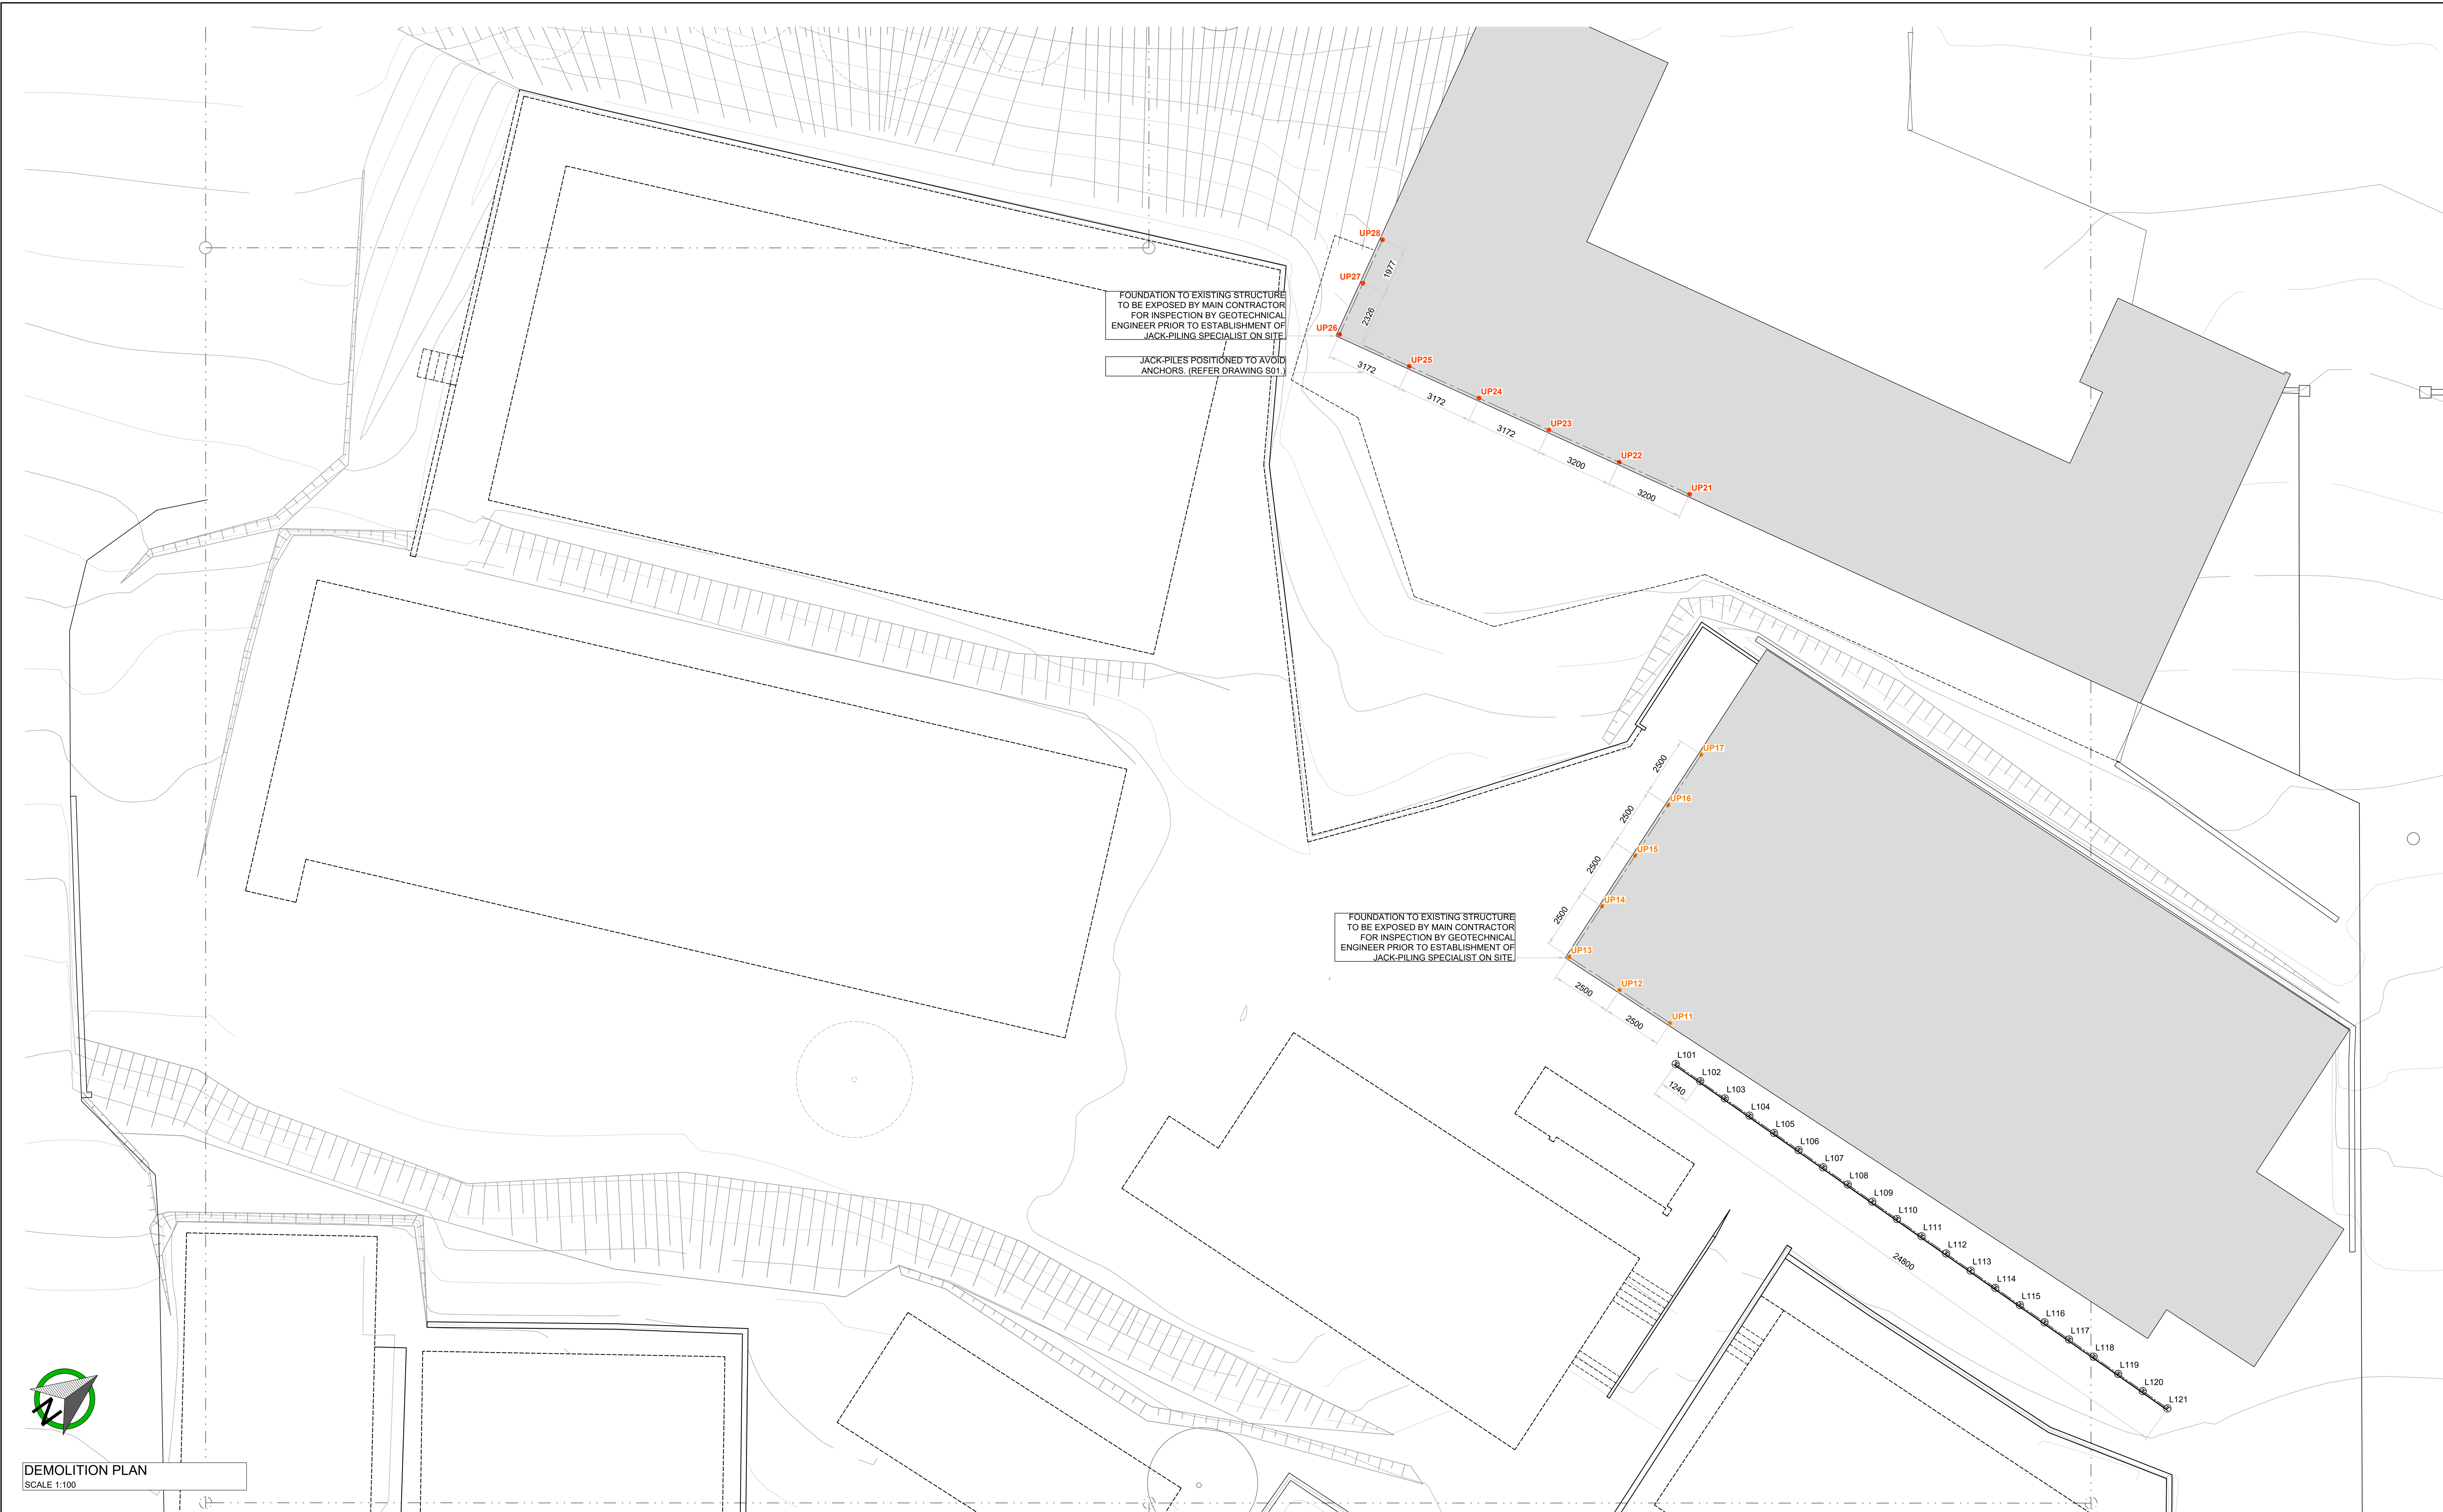 UP28
1977
UP27
FOUNDATION TO EXISTING STRUCTURE
TO BE EXPOSED BY MAIN CONTRACTOR
FOR INSPECTION BY GEOTECHNICAL
ENGINEER PRIOR TO ESTABLISHMENT OF
JACK-PILING SPECIALIST ON SITE.
2326
UP26
JACK-PILES POSITIONED TO AVOID
ANCHORS. (REFER DRAWING S01.)
UP25
3172
UP24
3172
UP23
3172
UP22
3200
UP21
3200
UP17
2500
UP16
2500
UP15
2500
UP14
2500
FOUNDATION TO EXISTING STRUCTURE
TO BE EXPOSED BY MAIN CONTRACTOR
FOR INSPECTION BY GEOTECHNICAL
ENGINEER PRIOR TO ESTABLISHMENT OF
JACK-PILING SPECIALIST ON SITE.
UP13
UP12
2500
UP11
2500
L101
L102
1240
L103
L104
L105
L106
L107
L108
L109
L110
L111
L112
24800
L113
L114
L115
L116
L117
L118
L119
L120
L121
N
DEMOLITION PLAN
SCALE 1:100